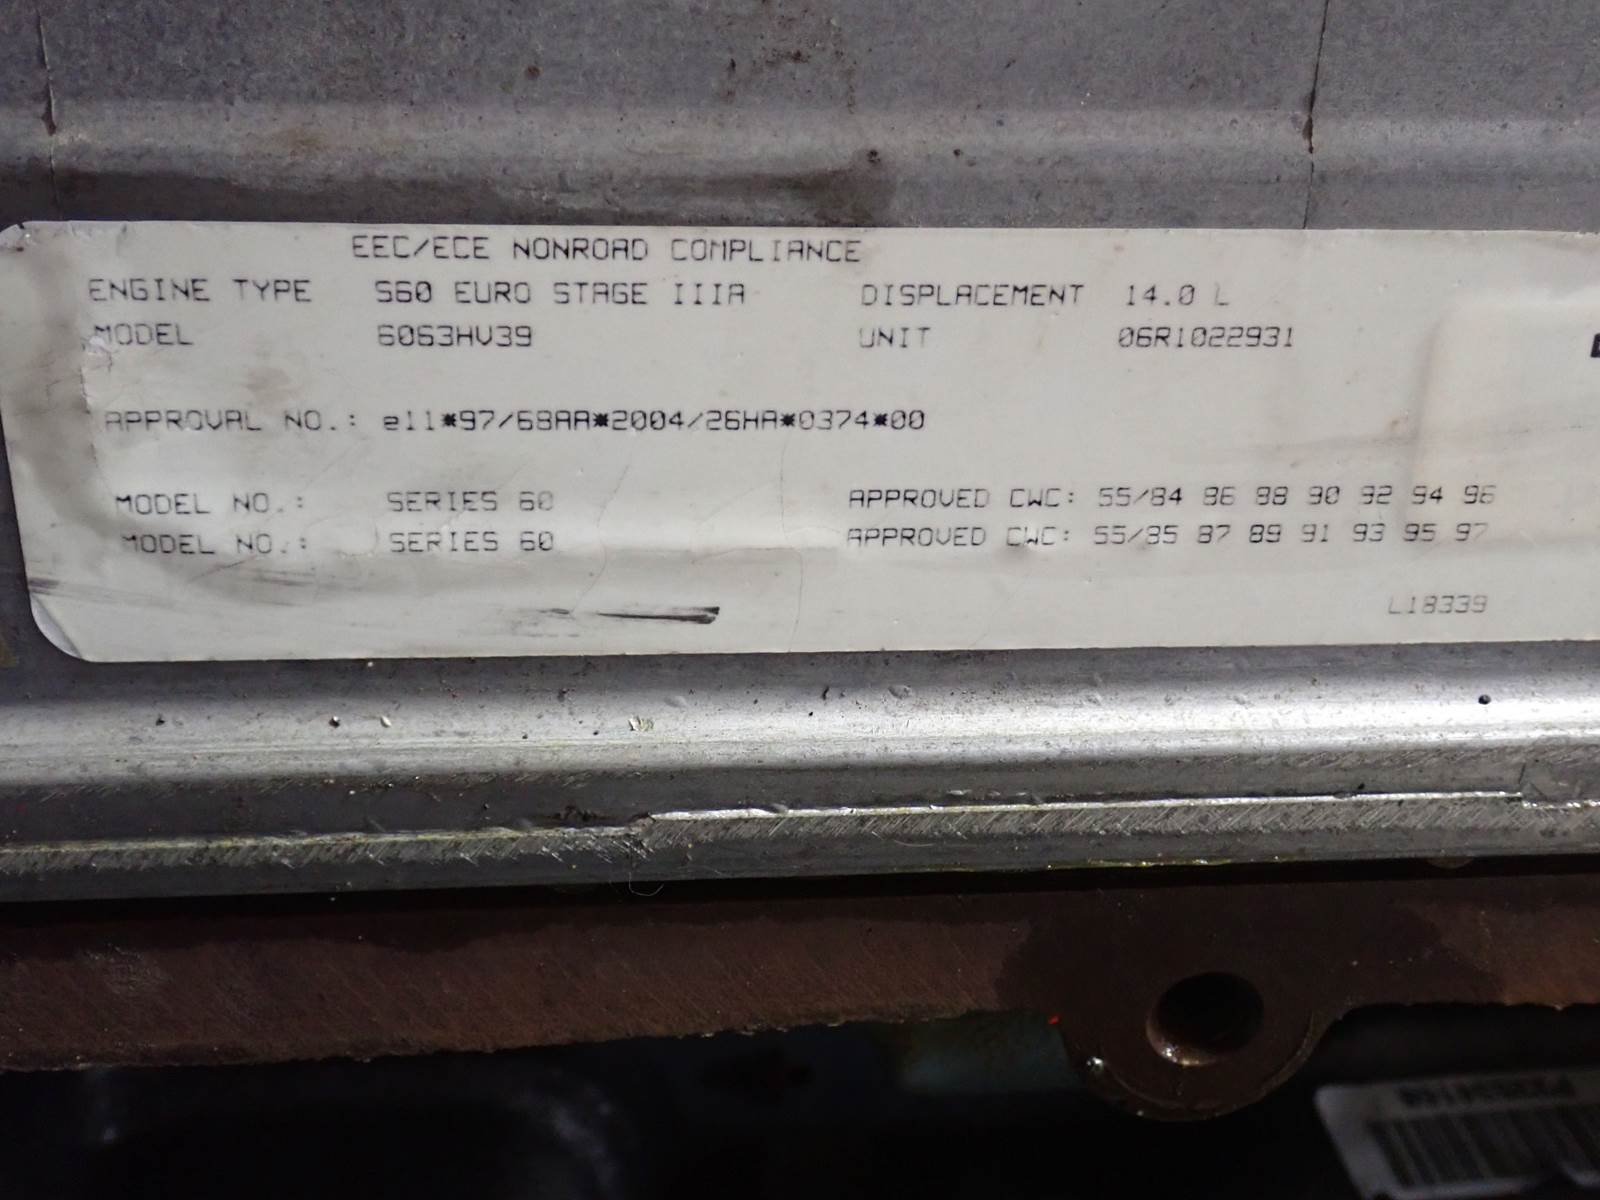 EEC/ECE NONROAD COMPLIANCE
ENGINE TYPE S60 EURO STAGE IIIA DISPLACEMENT 14.0 L
MODEL 6063HV39 UNIT 06R1022931
APPROVAL NO.: e11*97/68AA*2004/26HA*0374*00
MODEL NO.: SERIES 60 APPROVED CWC: 55/84 86 88 90 92 94 96
MODEL NO.: SERIES 60 APPROVED CWC: 55/85 87 89 91 93 95 97
L18339